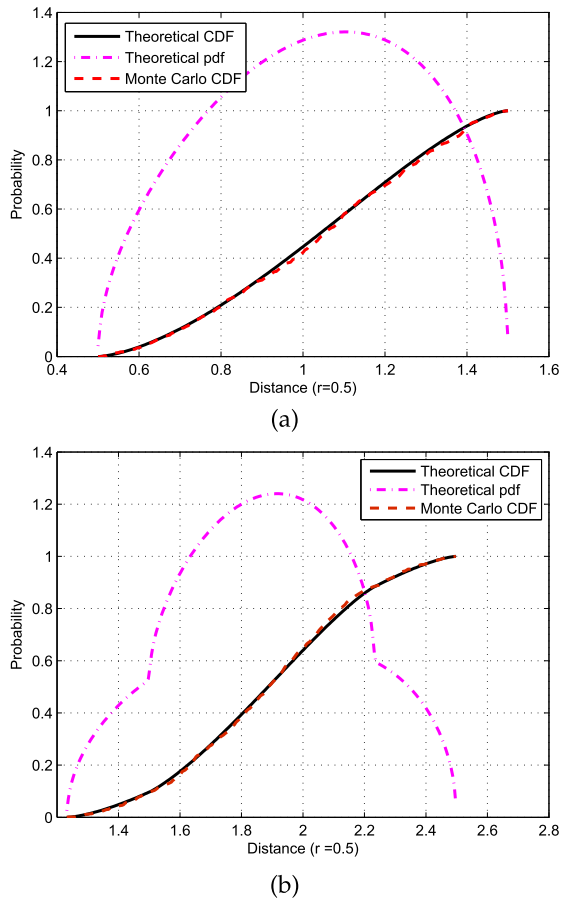 1.4
1.2
1
0.8
0.6
0.4
0.2
0
Probability
Theoretical CDF
Theoretical pdf
Monte Carlo CDF
0.4 0.6 0.8 1 1.2 1.4 1.6
Distance (r=0.5)
(a)
1.4
1.2
1
0.8
0.6
0.4
0.2
0
Probability
Theoretical CDF
Theoretical pdf
Monte Carlo CDF
1.4 1.6 1.8 2 2.2 2.4 2.6 2.8
Distance (r =0.5)
(b)